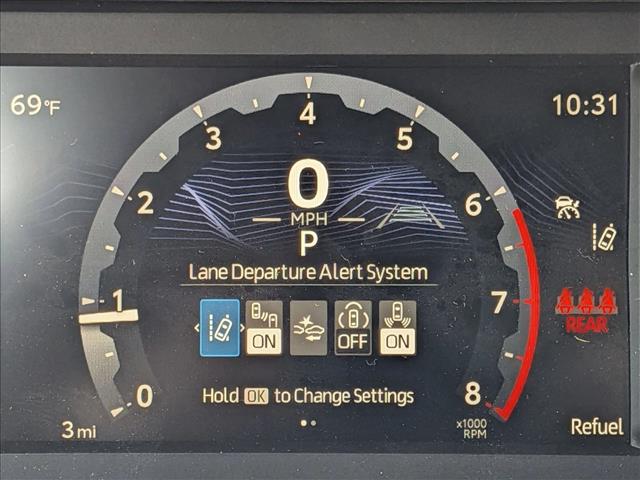 69°F
10:31
4
3
5
0
2
6
MPH
P
Lane Departure Alert System
1
7
REAR
ON
OFF
ON
0
Hold OK to Change Settings
8
3 mi
x1000
RPM
Refuel